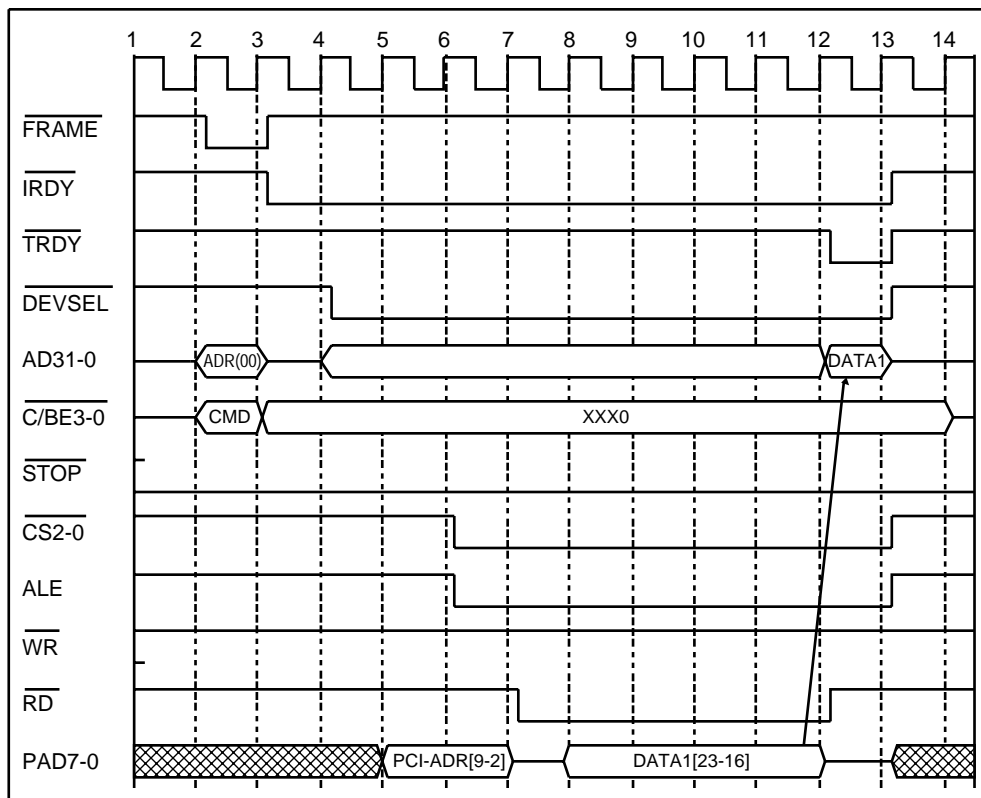 1 2 3 4 5 6 7 8 9 10 11 12 13 14
FRAME
IRDY
TRDY
DEVSEL
AD31-0 ADR(00) DATA1
C/BE3-0 CMD XXX0
STOP
CS2-0
ALE
WR
RD
PAD7-0 PCI-ADR[9-2] DATA1[23-16]